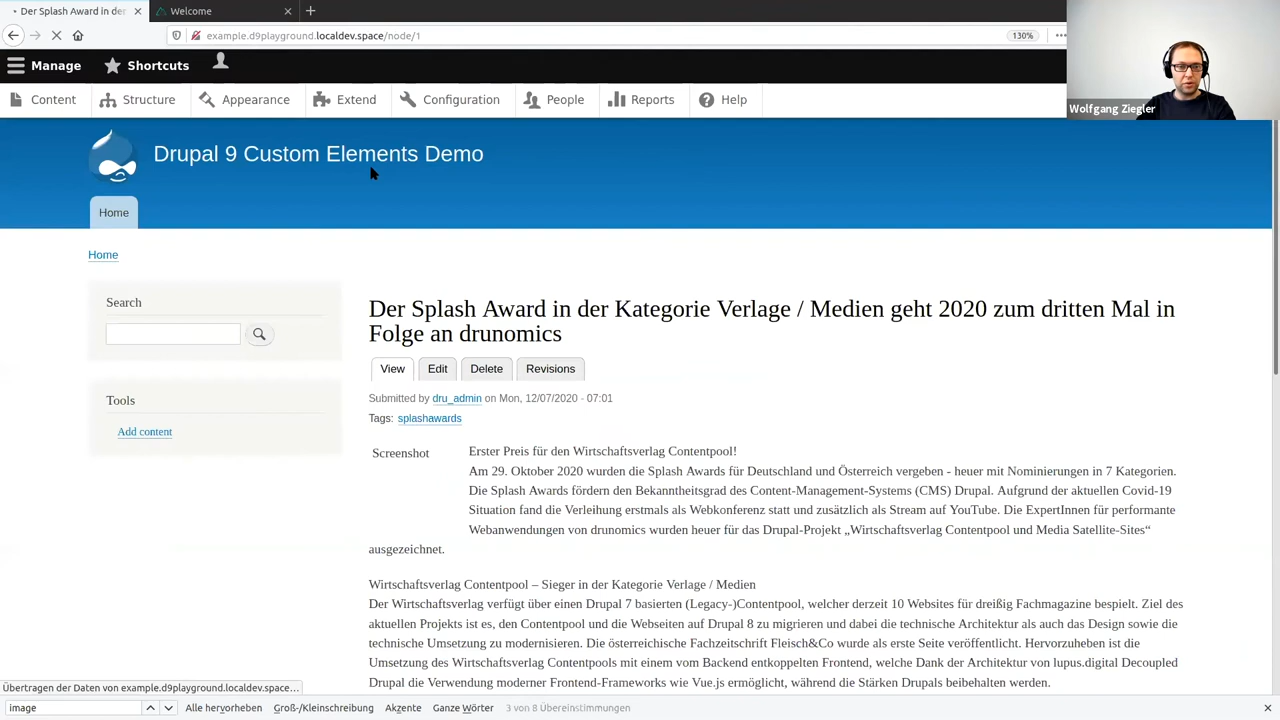 Der Splash Award in der
Welcome
example.d9playground.localdev.space/node/1
130%
Manage
Shortcuts
Content
Structure
Appearance
Extend
Configuration
People
Reports
Help
Wolfgang Ziegler
Drupal 9 Custom Elements Demo
Home
Home
Search
Tools
Add content
Der Splash Award in der Kategorie Verlage / Medien geht 2020 zum dritten Mal in
Folge an drunomics
View
Edit
Delete
Revisions
Submitted by dru_admin on Mon, 12/07/2020 - 07:01
Tags: splashawards
Screenshot
Erster Preis für den Wirtschaftsverlag Contentpool!
Am 29. Oktober 2020 wurden die Splash Awards für Deutschland und Österreich vergeben - heuer mit Nominierungen in 7 Kategorien.
Die Splash Awards fördern den Bekanntheitsgrad des Content-Management-Systems (CMS) Drupal. Aufgrund der aktuellen Covid-19
Situation fand die Verleihung erstmals als Webkonferenz statt und zusätzlich als Stream auf YouTube. Die ExpertInnen für performante
Webanwendungen von drunomics wurden heuer für das Drupal-Projekt „Wirtschaftsverlag Contentpool und Media Satellite-Sites“
ausgezeichnet.
Wirtschaftsverlag Contentpool – Sieger in der Kategorie Verlage / Medien
Der Wirtschaftsverlag verfügt über einen Drupal 7 basierten (Legacy-)Contentpool, welcher derzeit 10 Websites für dreißig Fachmagazine bespielt. Ziel des
aktuellen Projekts ist es, den Contentpool und die Webseiten auf Drupal 8 zu migrieren und dabei die technische Architektur als auch das Design sowie die
technische Umsetzung zu modernisieren. Die österreichische Fachzeitschrift Fleisch&Co wurde als erste Seite veröffentlicht. Hervorzuheben ist die
Umsetzung des Wirtschaftsverlag Contentpools mit einem vom Backend entkoppelten Frontend, welche Dank der Architektur von lupus.digital Decoupled
Drupal die Verwendung moderner Frontend-Frameworks wie Vue.js ermöglicht, während die Stärken Drupals beibehalten werden.
Übertragen der Daten von example.d9playground.localdev.space…
image
Alle hervorheben
Groß-/Kleinschreibung
Akzente
Ganze Wörter
3 von 8 Übereinstimmungen